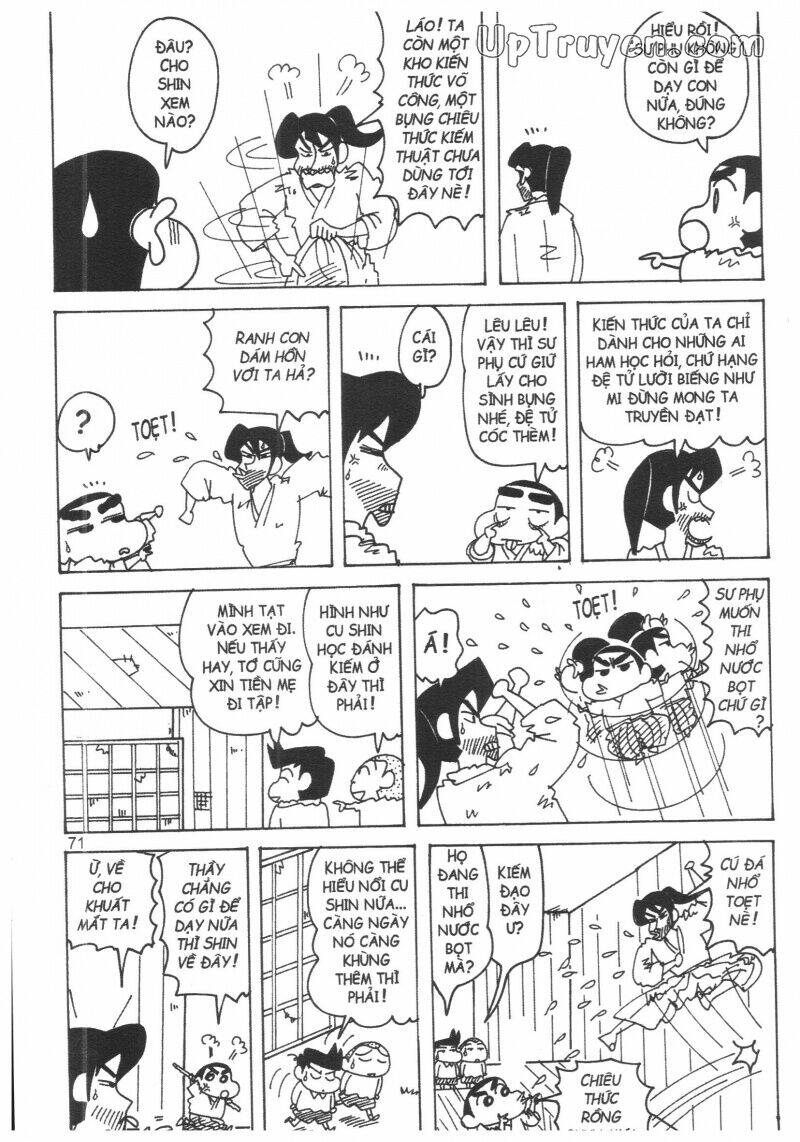 UpTruyen.com
HIỂU RỒI!
SƯ PHỤ KHÔNG
CÒN GÌ ĐỂ
DẠY CON
NỮA, ĐÚNG
KHÔNG?
LÁO! TA
CÒN MỘT
KHO KIẾN
THỨC VÕ
CÔNG, MỘT
BỤNG CHIÊU
THỨC KIẾM
THUẬT CHƯA
DÙNG TỚI
ĐÂY NÈ!
ĐÂU?
CHO
SHIN
XEM
NÀO?
KIẾN THỨC CỦA TA CHỈ
DÀNH CHO NHỮNG AI
HAM HỌC HỎI, CHỨ HẠNG
ĐỆ TỬ LƯỜI BIẾNG NHƯ
MI ĐỪNG MONG TA
TRUYỀN ĐẠT!
LÊU LÊU!
VẬY THÌ SƯ
PHỤ CỨ GIỮ
LẤY CHO
SÌNH BỤNG
NHÉ, ĐỆ TỬ
CÓC THÈM!
CÁI
GÌ?
RANH CON
DÁM HỖN
VỚI TA HẢ?
TOẸT!
?
SƯ PHỤ
MUỐN
THI
NHỔ
NƯỚC
BỌT
CHỨ GÌ
?
TOẸT!
Á!
HÌNH NHƯ
CU SHIN
HỌC ĐÁNH
KIẾM Ở
ĐÂY THÌ
PHẢI!
MÌNH TẠT
VÀO XEM ĐI.
NẾU THẤY
HAY, TỚ CŨNG
XIN TIỀN MẸ
ĐI TẬP!
71
CÚ ĐÁ
NHỔ
TOẸT
NÈ!
KIẾM
ĐẠO ĐÂY
Ư?
HỌ
ĐANG
THI
NHỔ
NƯỚC
BỌT
MÀ?
CHIÊU
THỨC
RỒNG
KHÔNG THỂ
HIỂU NỔI CU
SHIN NỮA...
CÀNG NGÀY
NÓ CÀNG
KHÙNG
THÊM THÌ
PHẢI!
THẦY
CHẲNG
CÓ GÌ ĐỂ
DẠY NỮA
THÌ SHIN
VỀ ĐÂY!
Ừ, VỀ
CHO
KHUẤT
MẮT TA!